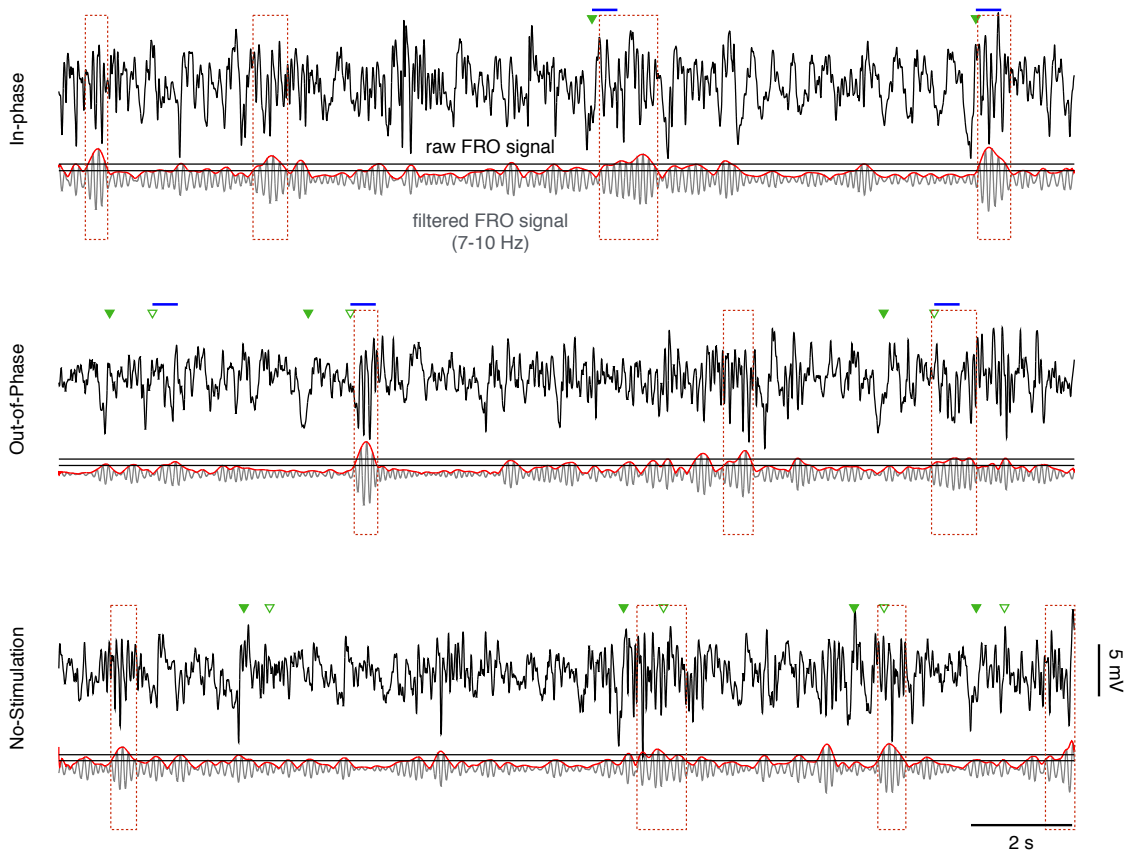 In-phase
raw FRO signal
filtered FRO signal
(7-10 Hz)
Out-of-Phase
No-Stimulation
5 mV
2 s